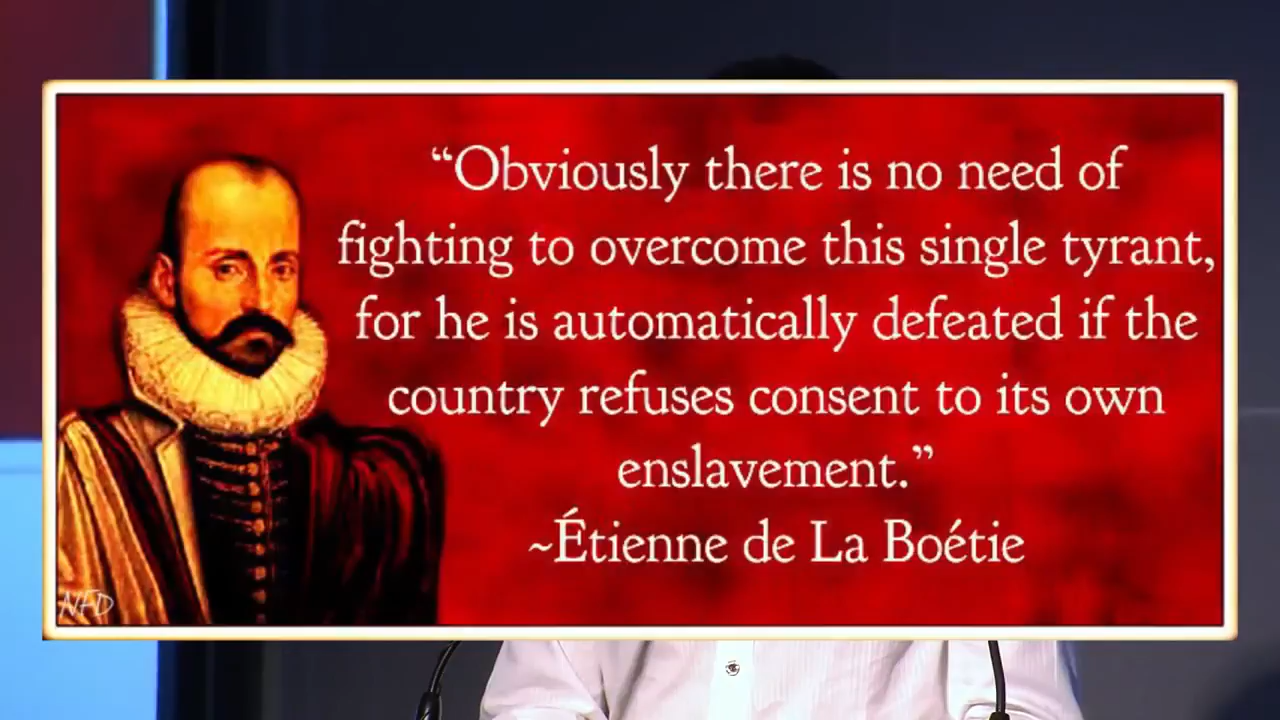 “Obviously there is no need of
fighting to overcome this single tyrant,
for he is automatically defeated if the
country refuses consent to its own
enslavement.”
~Étienne de La Boétie
NFD